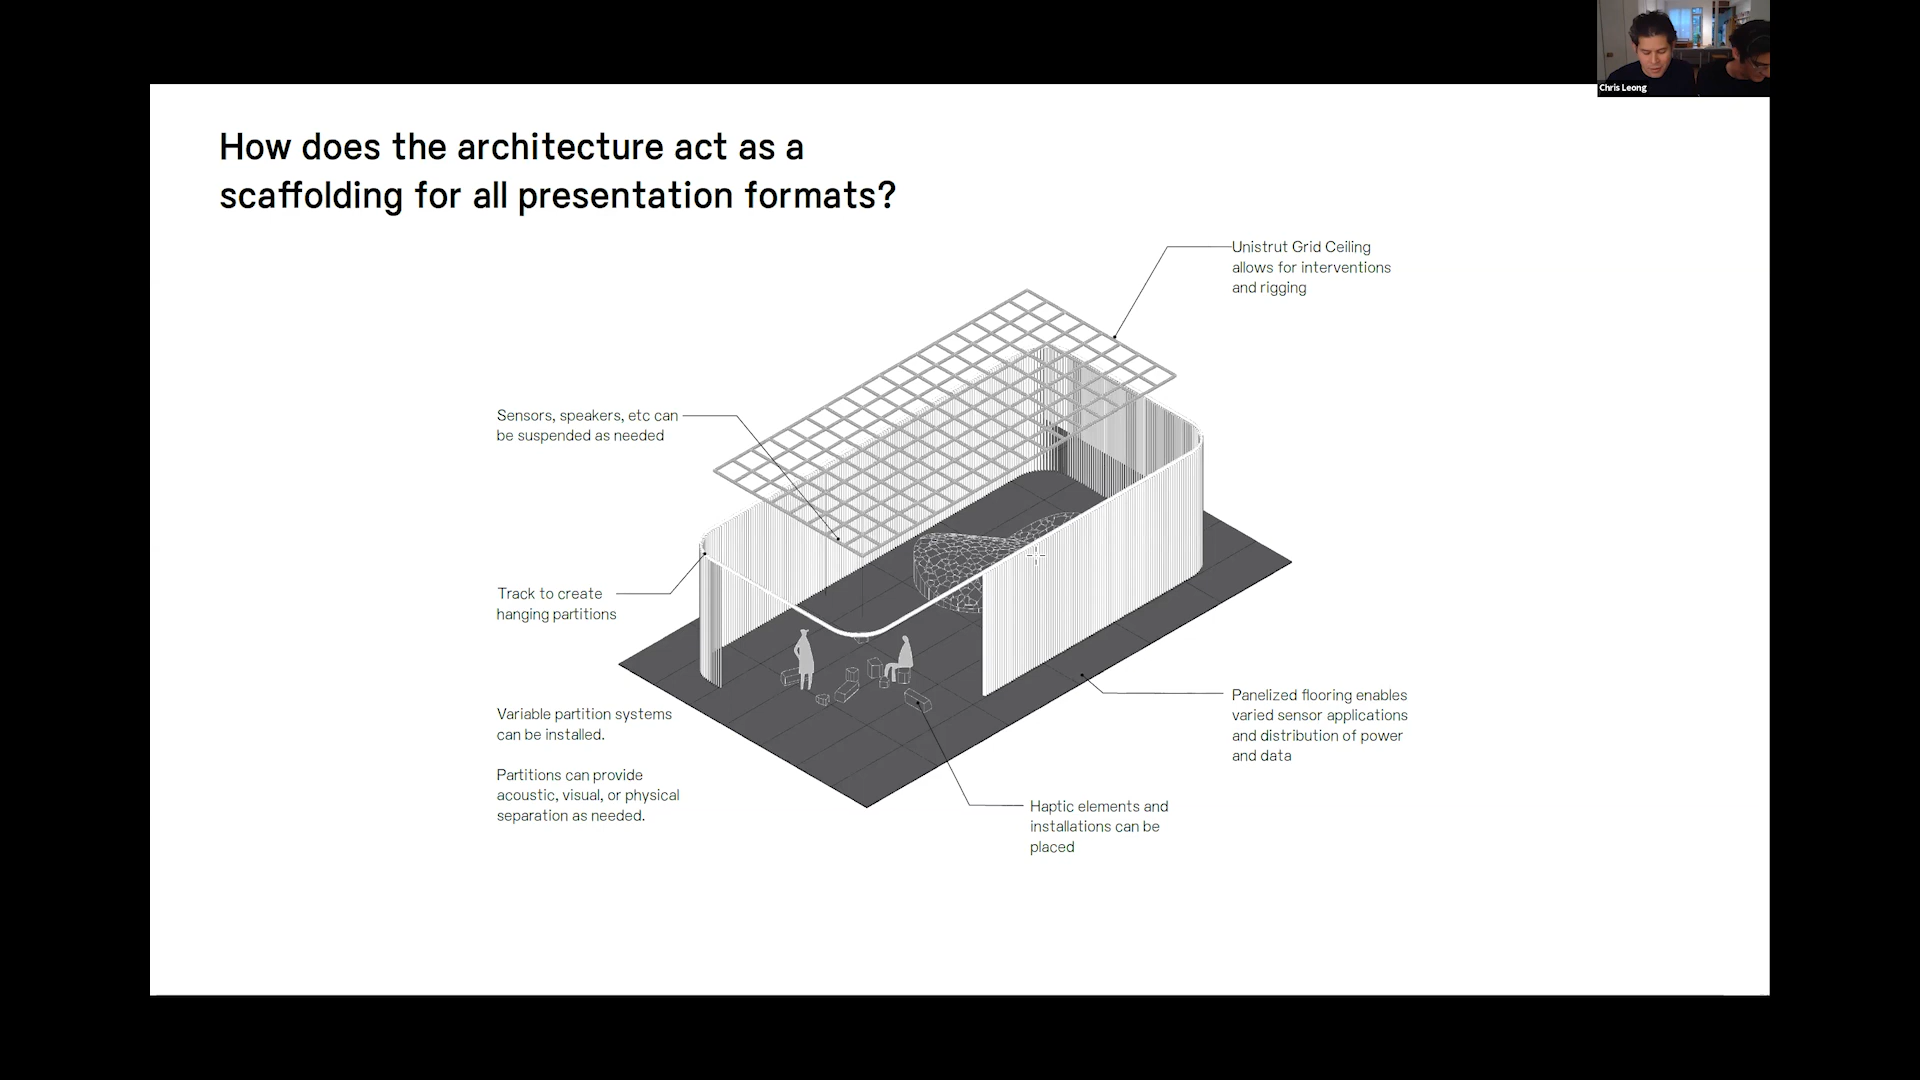 Chris Leong
How does the architecture act as a
scaffolding for all presentation formats?
Unistrut Grid Ceiling
allows for interventions
and rigging
Sensors, speakers, etc can
be suspended as needed
Track to create
hanging partitions
Variable partition systems
can be installed.
Partitions can provide
acoustic, visual, or physical
separation as needed.
Panelized flooring enables
varied sensor applications
and distribution of power
and data
Haptic elements and
installations can be
placed